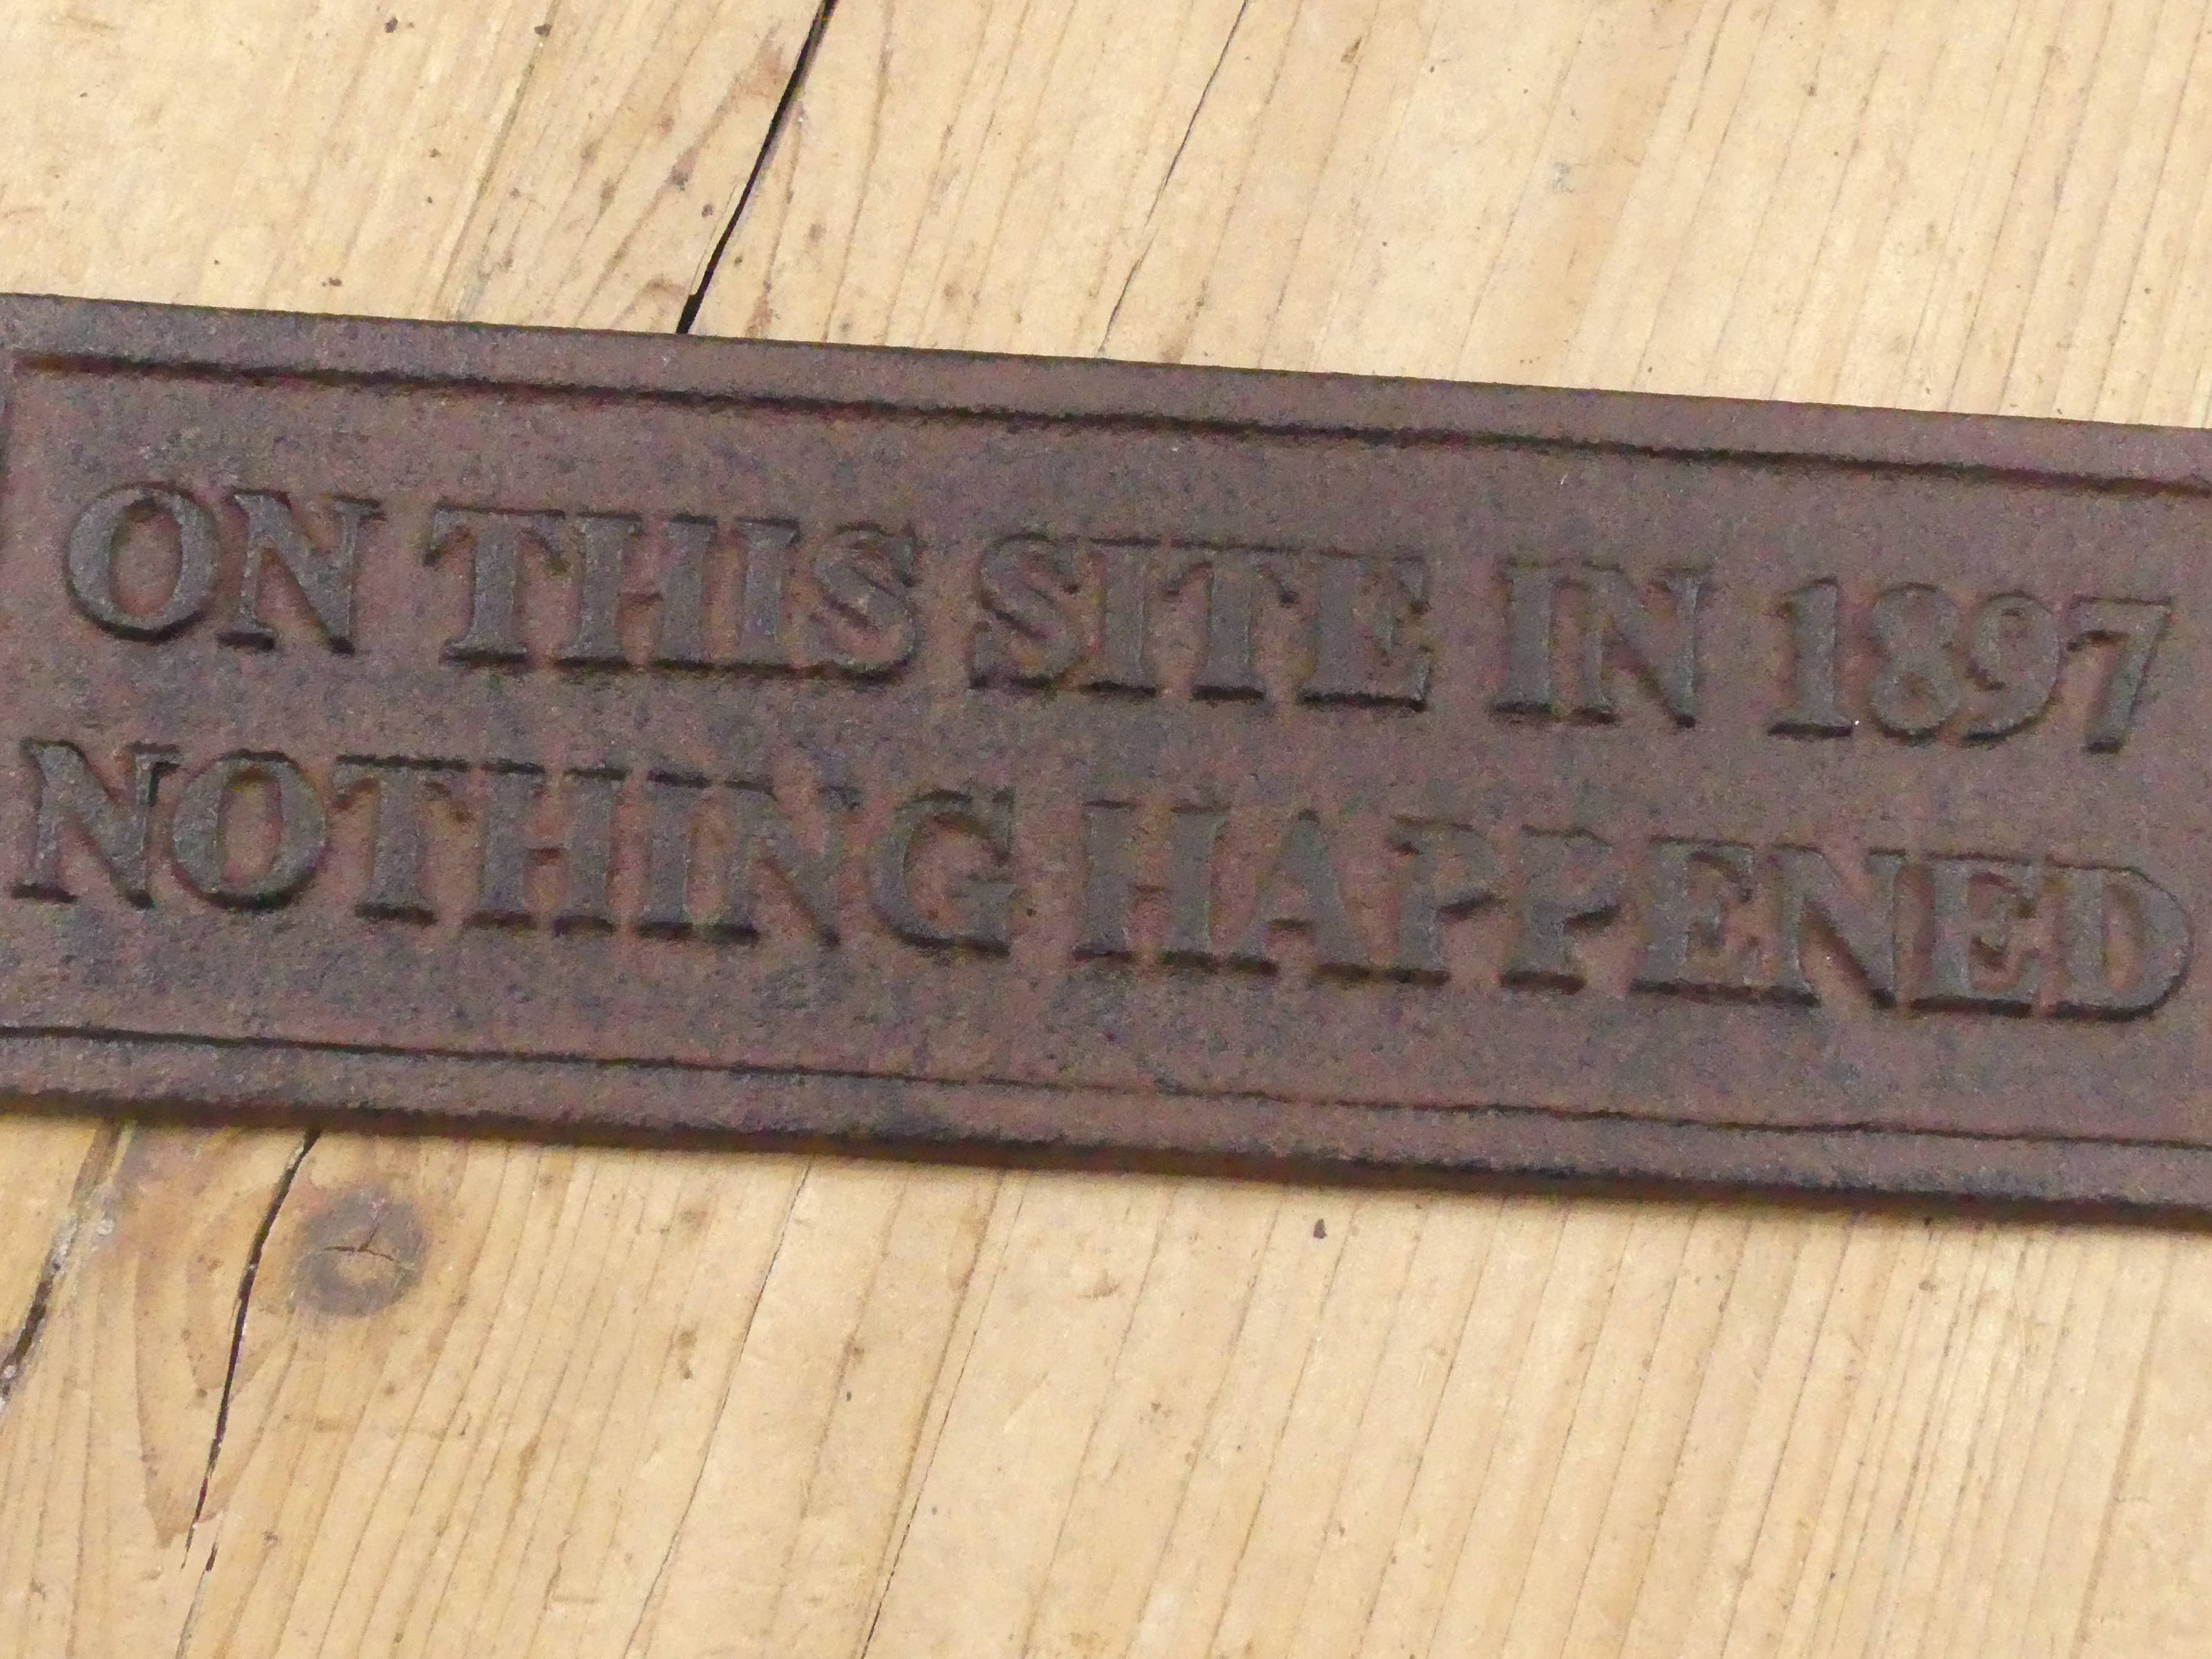 ON THIS SITE IN 1897
NOTHING HAPPENED